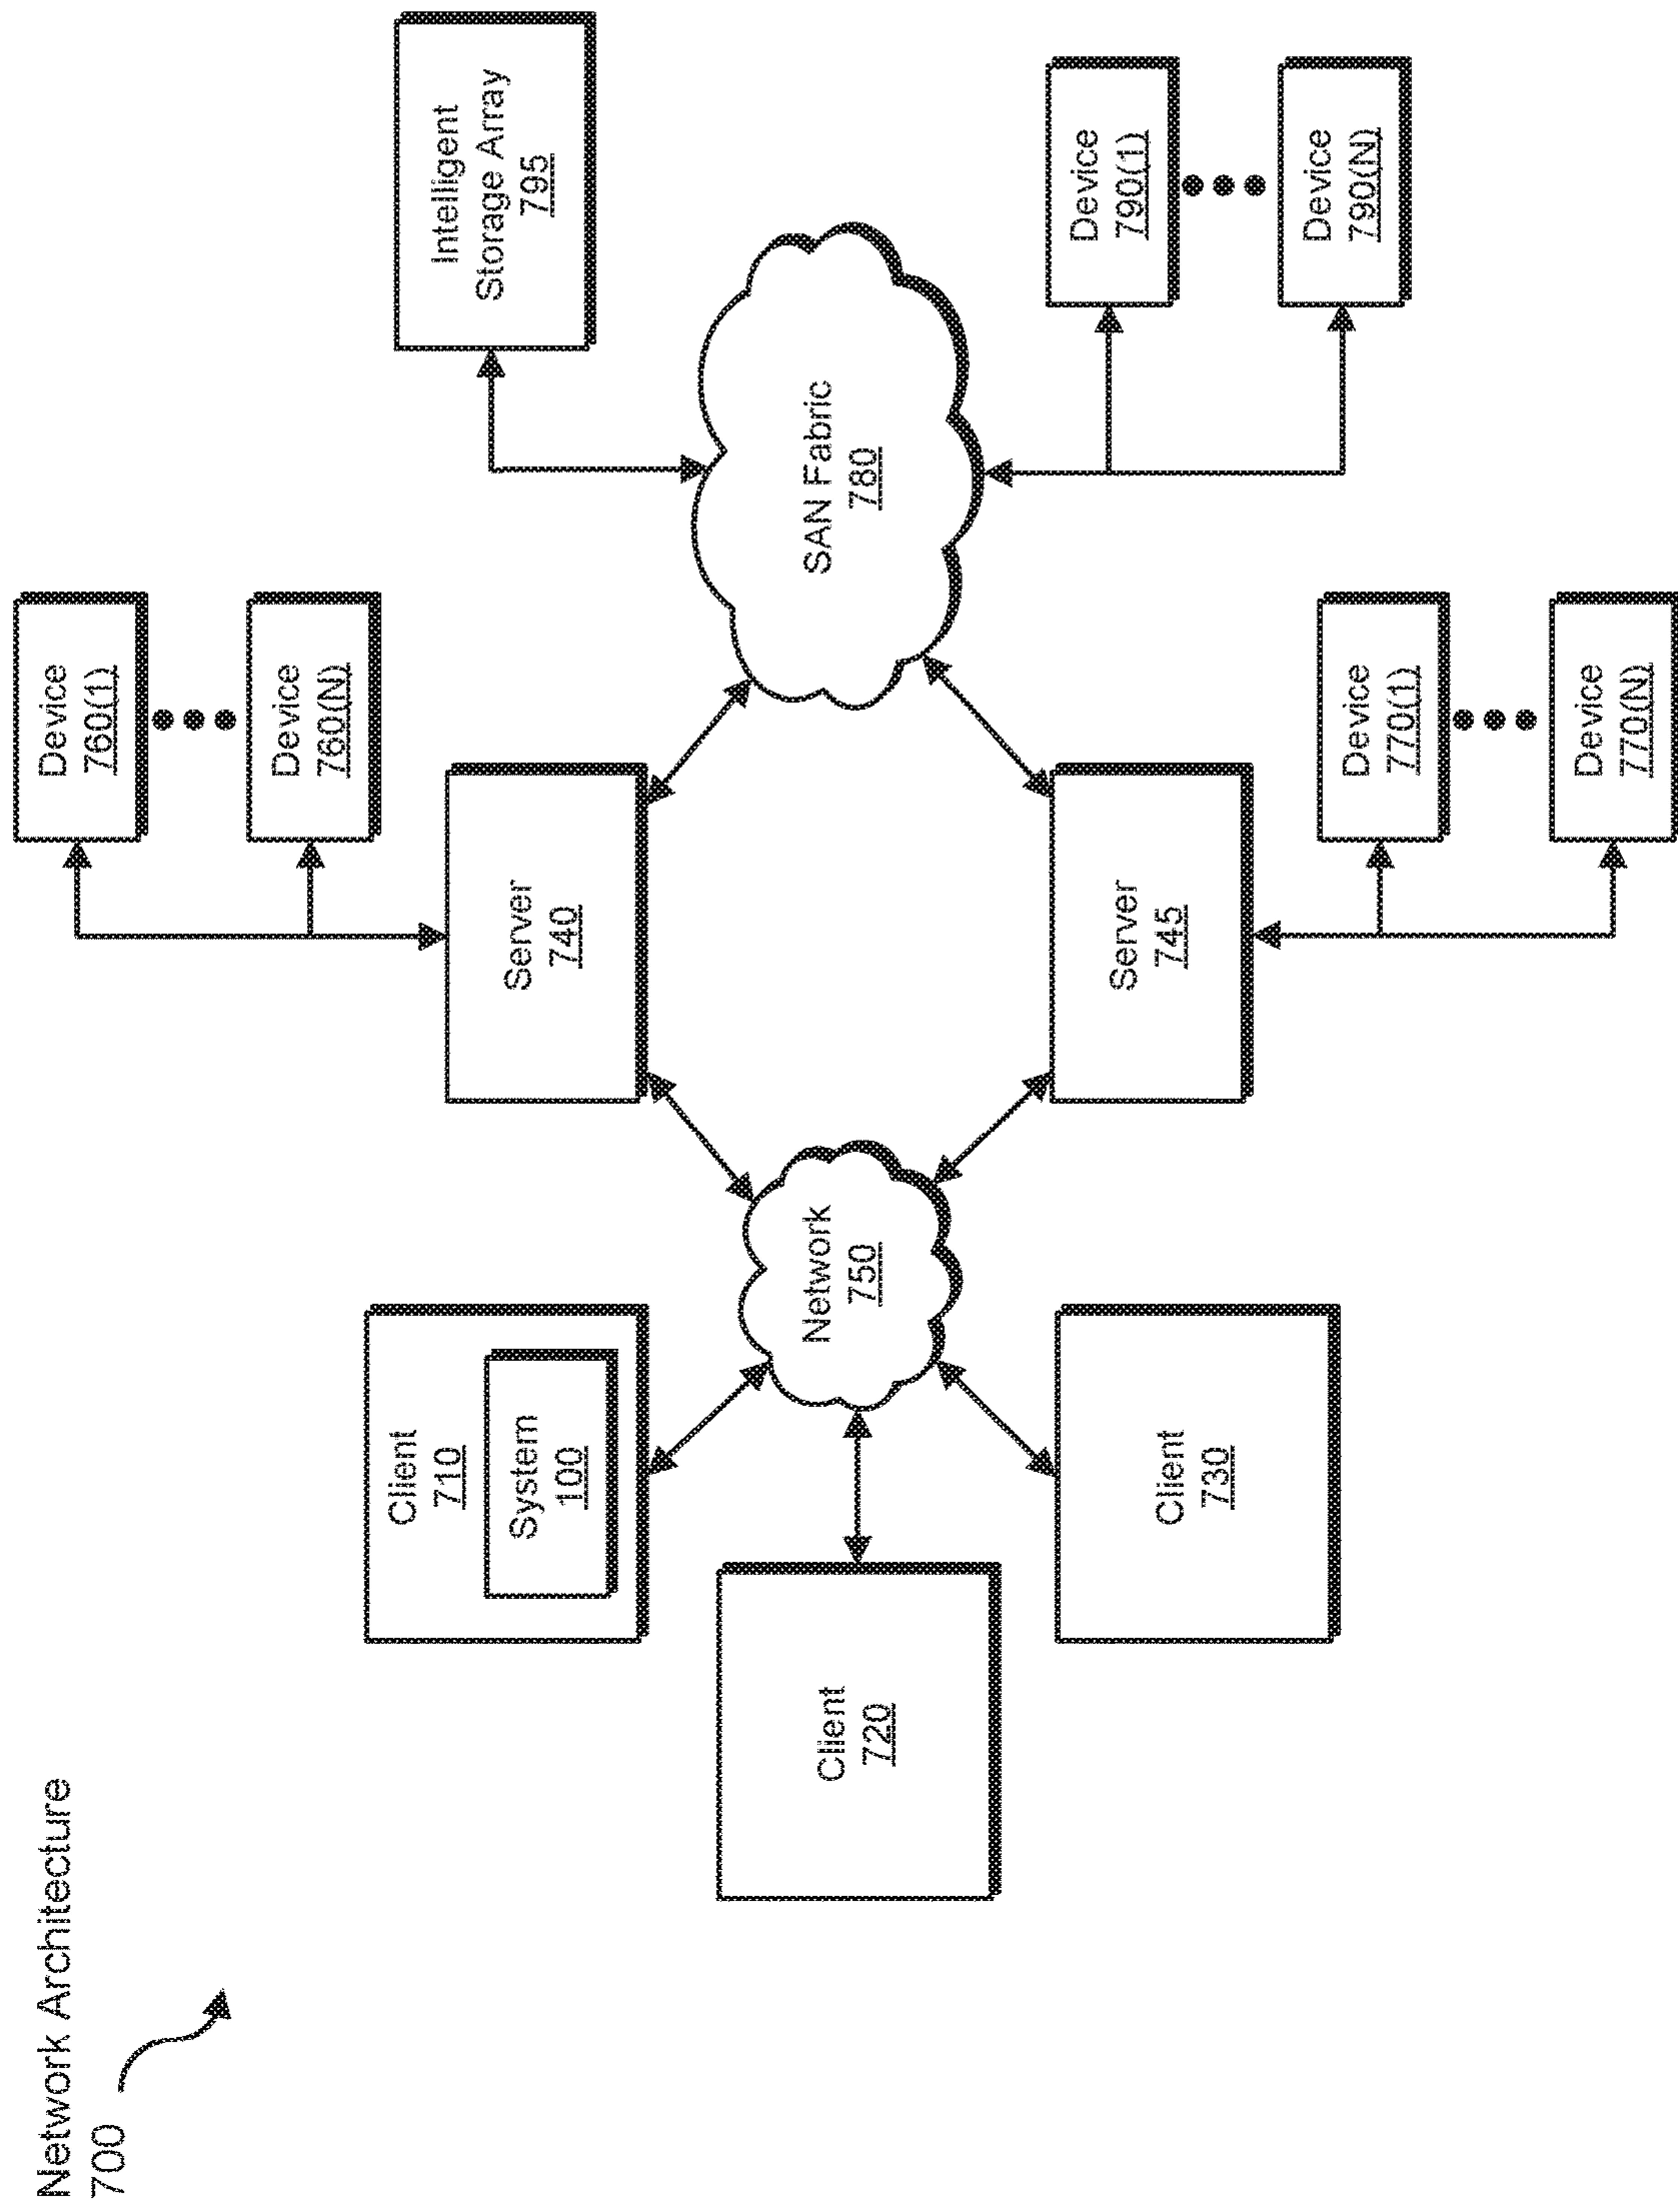 Network Architecture
700
Client
710
System
100
Client
720
Client
730
Network
750
Server
740
Server
745
Device
760(1)
Device
760(N)
Device
770(1)
Device
770(N)
SAN Fabric
780
Intelligent
Storage Array
795
Device
790(1)
Device
790(N)